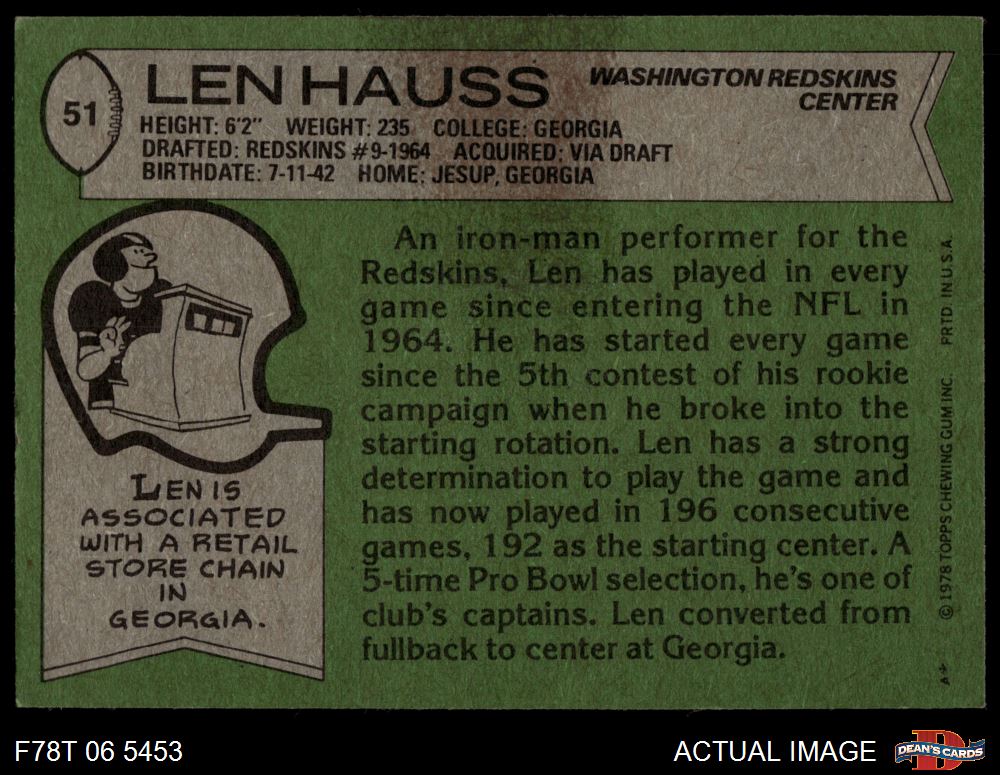 51
LEN HAUSS
WASHINGTON REDSKINS
CENTER
HEIGHT: 6'2" WEIGHT: 235 COLLEGE: GEORGIA
DRAFTED: REDSKINS #9-1964 ACQUIRED: VIA DRAFT
BIRTHDATE: 7-11-42 HOME: JESUP, GEORGIA
An iron-man performer for the
Redskins, Len has played in every
game since entering the NFL in
1964. He has started every game
since the 5th contest of his rookie
campaign when he broke into the
starting rotation. Len has a strong
determination to play the game and
has now played in 196 consecutive
games, 192 as the starting center. A
5-time Pro Bowl selection, he's one of
club's captains. Len converted from
fullback to center at Georgia.
LEN IS
ASSOCIATED
WITH A RETAIL
STORE CHAIN
IN
GEORGIA.
© 1978 TOPPS CHEWING GUM INC. PRTD. IN U.S.A.
A*
F78T 06 5453
ACTUAL IMAGE
D
DEAN'S CARDS